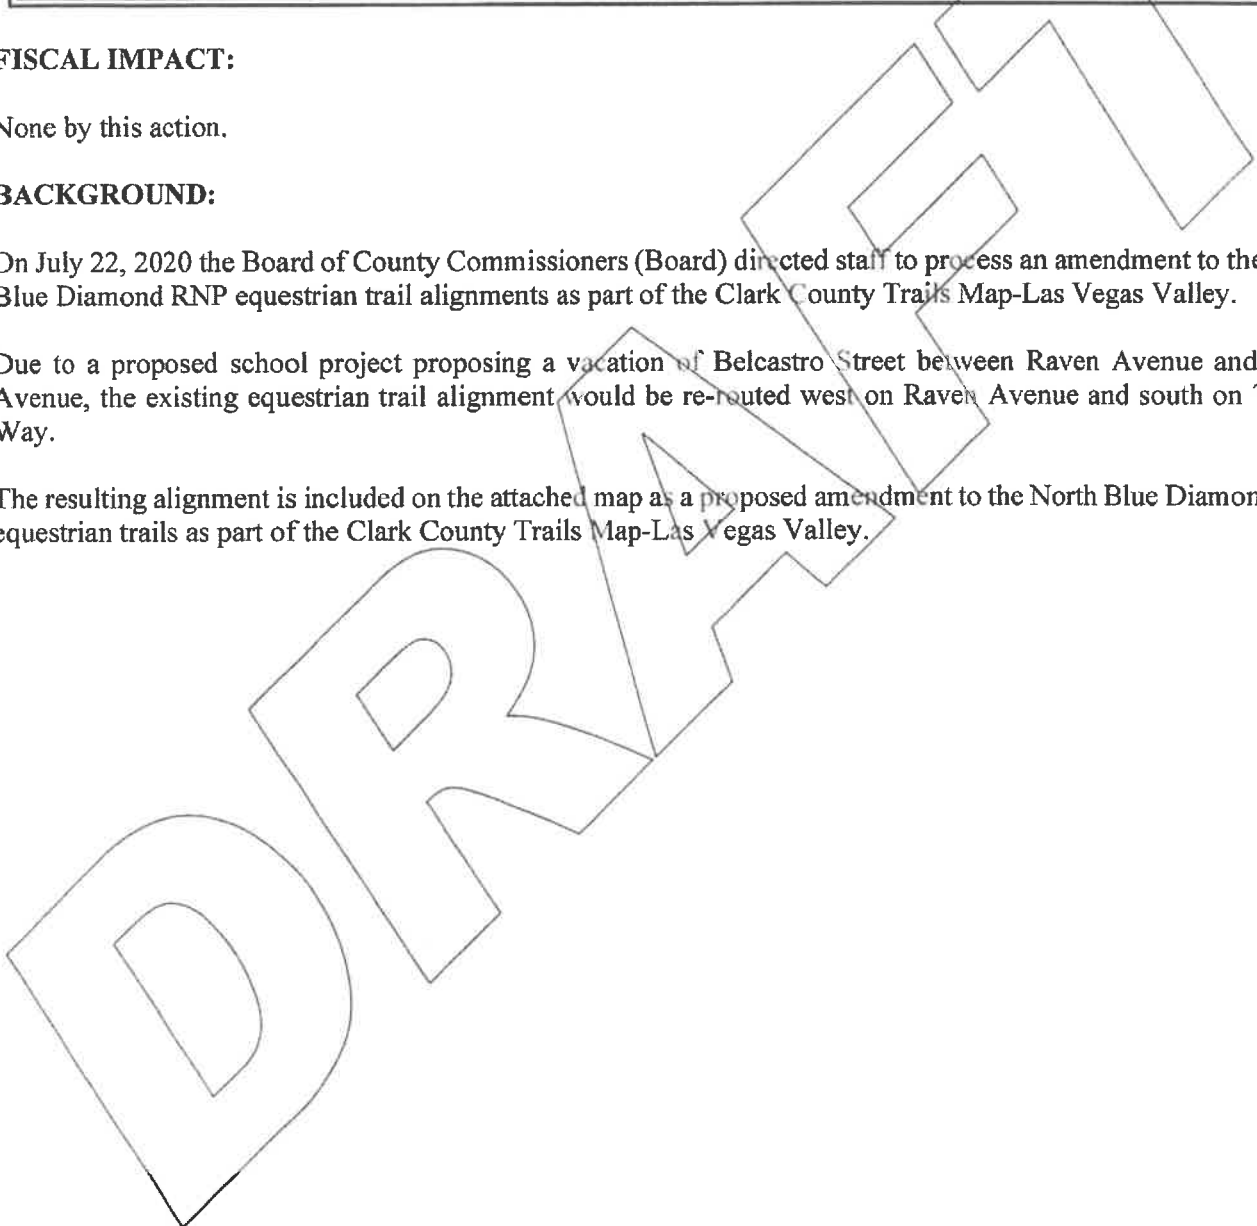 FISCAL IMPACT:
None by this action.
BACKGROUND:
On July 22, 2020 the Board of County Commissioners (Board) directed staff to process an amendment to the
Blue Diamond RNP equestrian trail alignments as part of the Clark County Trails Map-Las Vegas Valley.
Due to a proposed school project proposing a vacation of Belcastro Street between Raven Avenue and
Avenue, the existing equestrian trail alignment would be re-routed west on Raven Avenue and south on
Way.
The resulting alignment is included on the attached map as a proposed amendment to the North Blue Diamon
equestrian trails as part of the Clark County Trails Map-Las Vegas Valley.
DRAFT